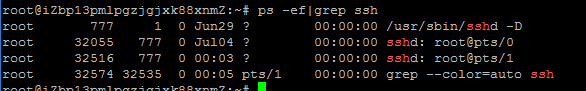 root@iZbp13pmlpgzjgjxk88xnmZ:~# ps -ef|grep ssh
root 777 1 0 Jun29 ? 00:00:00 /usr/sbin/sshd -D
root 32055 777 0 Jul04 ? 00:00:00 sshd: root@pts/0
root 32516 777 0 00:03 ? 00:00:00 sshd: root@pts/1
root 32574 32535 0 00:05 pts/1 00:00:00 grep --color=auto ssh
root@iZbp13pmlpgzjgjxk88xnmZ:~#